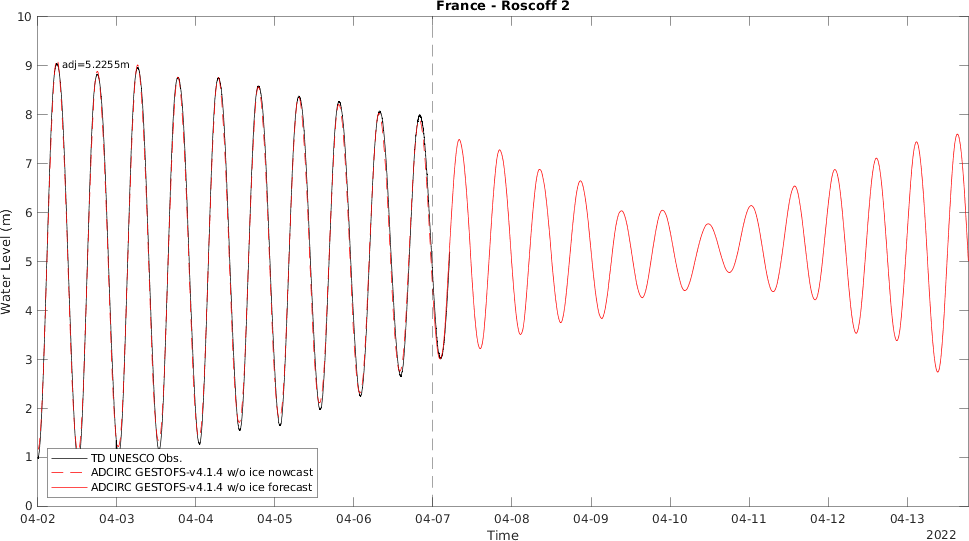 France - Roscoff 2
10
9
8
7
6
5
4
3
2
1
0
Water Level (m)
adj=5.2255m
TD UNESCO Obs.
ADCIRC GESTOFS-v4.1.4 w/o ice nowcast
ADCIRC GESTOFS-v4.1.4 w/o ice forecast
04-02 04-03 04-04 04-05 04-06 04-07 04-08 04-09 04-10 04-11 04-12 04-13
Time
2022